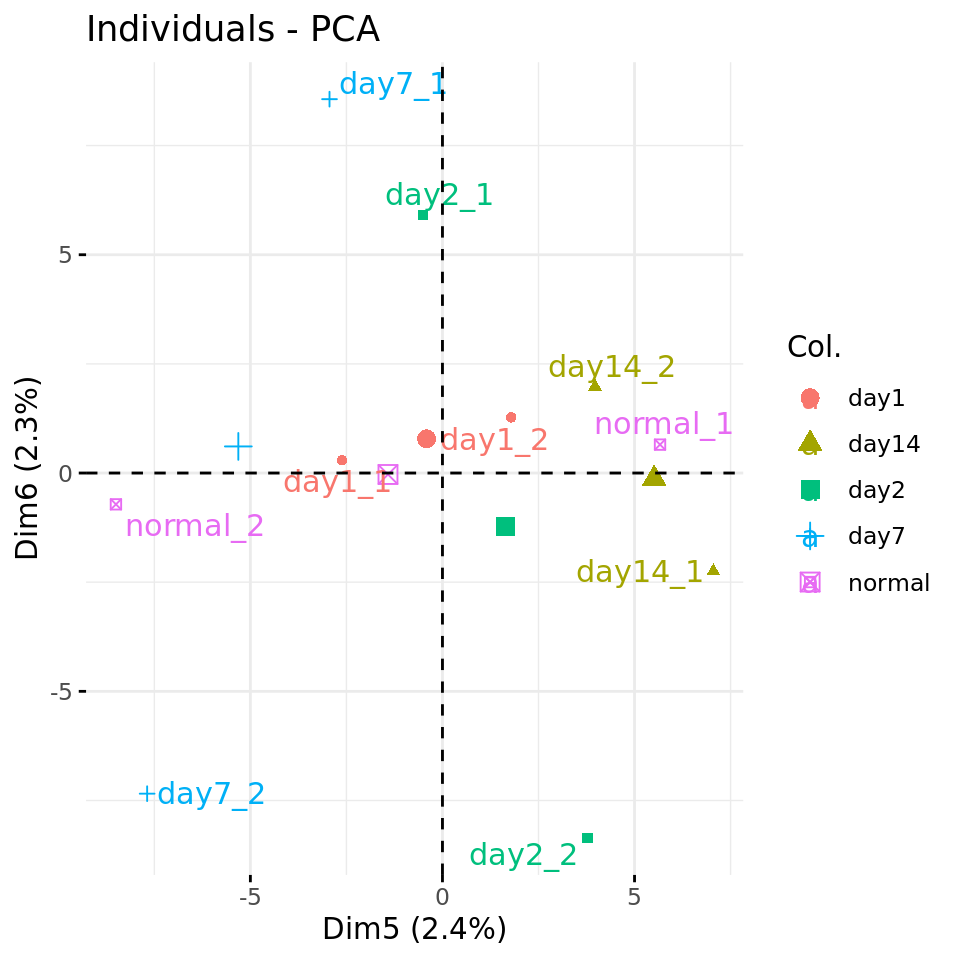 Individuals - PCA
day7_1
day2_1
5
day14_2
normal_1
day1_2
0
day1_1
normal_2
day14_1
-5
day7_2
day2_2
-5
0
5
Dim5 (2.4%)
Dim6 (2.3%)
Col.
a day1
a day14
a day2
a day7
a normal